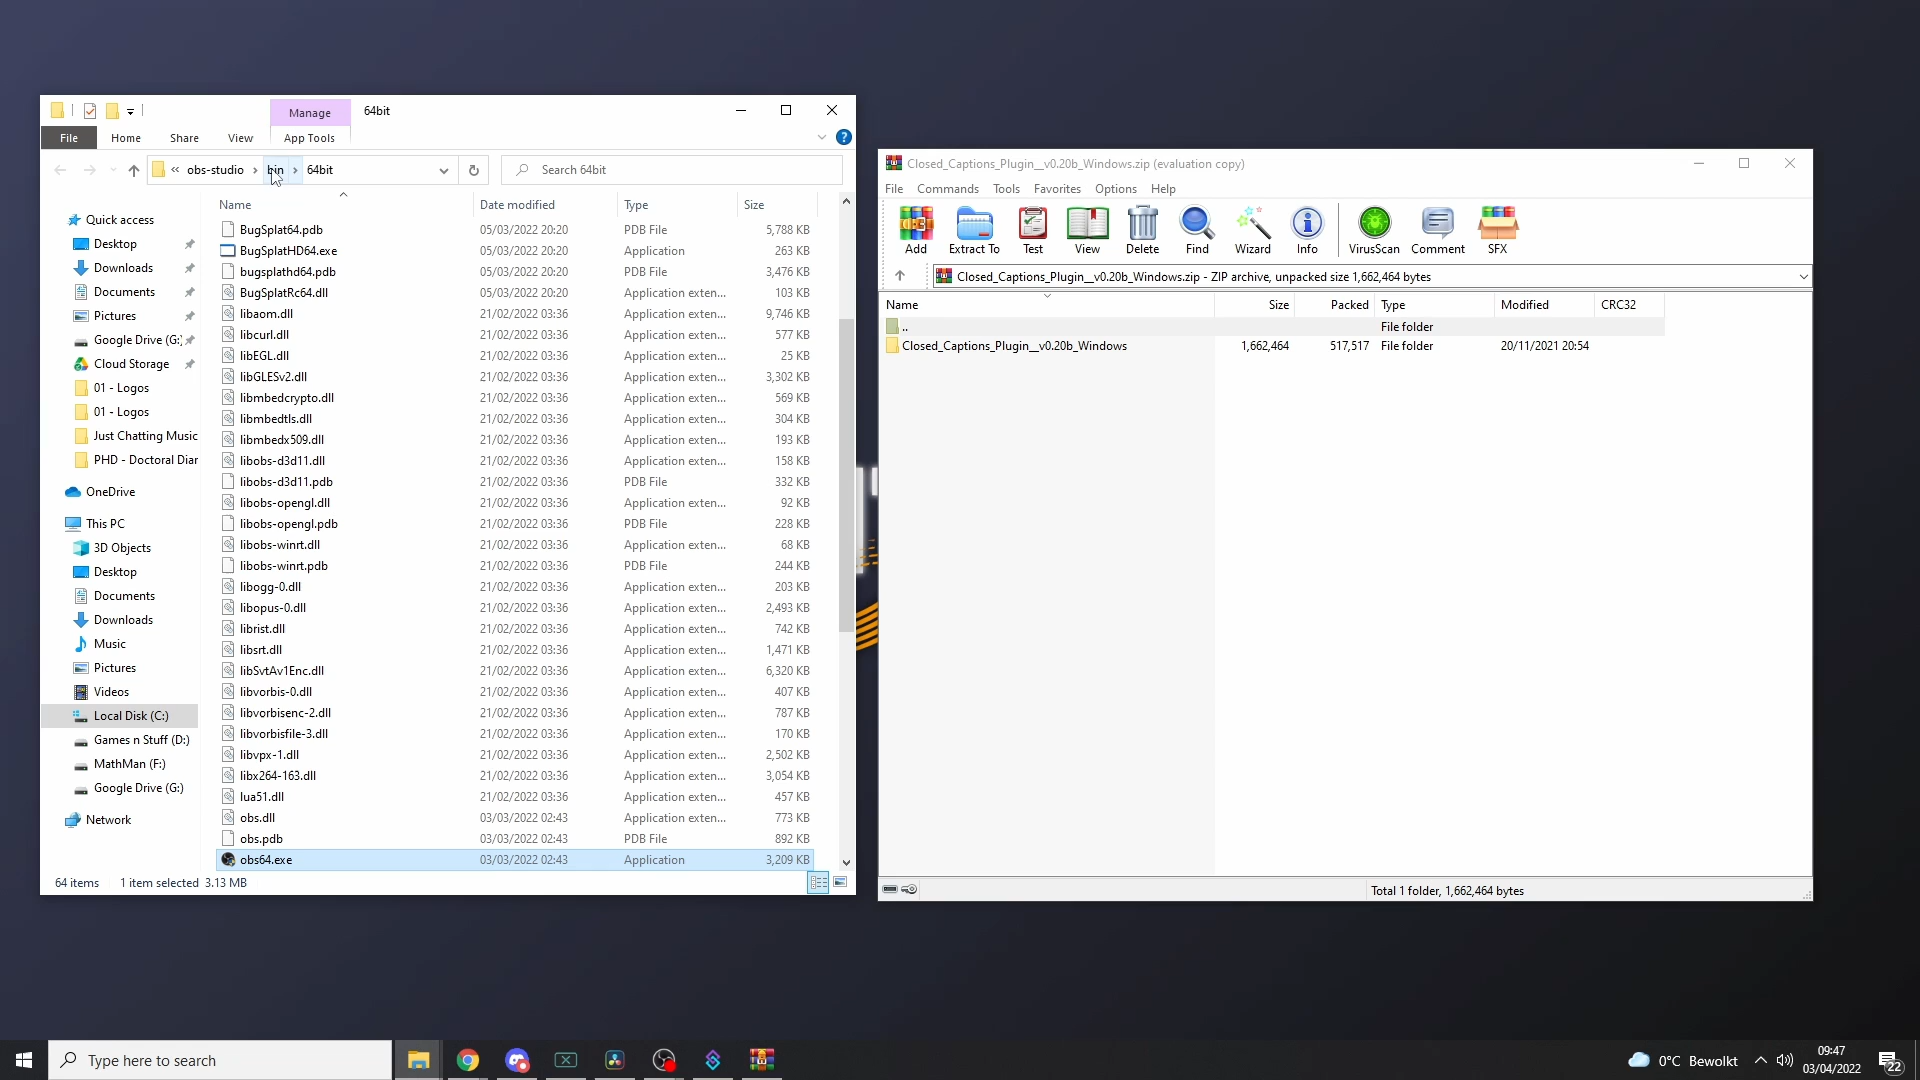 Manage
64bit
File
Home
Share
View
App Tools
« obs-studio › bin › 64bit
Search 64bit
Name Date modified Type Size
Quick access
Desktop
Downloads
Documents
Pictures
Google Drive (G:)
Cloud Storage
01 - Logos
01 - Logos
Just Chatting Music
PHD - Doctoral Diar
OneDrive
This PC
3D Objects
Desktop
Documents
Downloads
Music
Pictures
Videos
Local Disk (C:)
Games n Stuff (D:)
MathMan (F:)
Google Drive (G:)
Network
BugSplat64.pdb 05/03/2022 20:20 PDB File 5,788 KB
BugSplatHD64.exe 05/03/2022 20:20 Application 263 KB
bugsplathd64.pdb 05/03/2022 20:20 PDB File 3,476 KB
BugSplatRc64.dll 05/03/2022 20:20 Application exten... 103 KB
libaom.dll 21/02/2022 03:36 Application exten... 9,746 KB
libcurl.dll 21/02/2022 03:36 Application exten... 577 KB
libEGL.dll 21/02/2022 03:36 Application exten... 25 KB
libGLESv2.dll 21/02/2022 03:36 Application exten... 3,302 KB
libmbedcrypto.dll 21/02/2022 03:36 Application exten... 569 KB
libmbedtls.dll 21/02/2022 03:36 Application exten... 304 KB
libmbedx509.dll 21/02/2022 03:36 Application exten... 193 KB
libobs-d3d11.dll 21/02/2022 03:36 Application exten... 158 KB
libobs-d3d11.pdb 21/02/2022 03:36 PDB File 332 KB
libobs-opengl.dll 21/02/2022 03:36 Application exten... 92 KB
libobs-opengl.pdb 21/02/2022 03:36 PDB File 228 KB
libobs-winrt.dll 21/02/2022 03:36 Application exten... 68 KB
libobs-winrt.pdb 21/02/2022 03:36 PDB File 244 KB
libogg-0.dll 21/02/2022 03:36 Application exten... 203 KB
libopus-0.dll 21/02/2022 03:36 Application exten... 2,493 KB
librist.dll 21/02/2022 03:36 Application exten... 742 KB
libsrt.dll 21/02/2022 03:36 Application exten... 1,471 KB
libSvtAv1Enc.dll 21/02/2022 03:36 Application exten... 6,320 KB
libvorbis-0.dll 21/02/2022 03:36 Application exten... 407 KB
libvorbisenc-2.dll 21/02/2022 03:36 Application exten... 787 KB
libvorbisfile-3.dll 21/02/2022 03:36 Application exten... 170 KB
libvpx-1.dll 21/02/2022 03:36 Application exten... 2,502 KB
libx264-163.dll 21/02/2022 03:36 Application exten... 3,054 KB
lua51.dll 21/02/2022 03:36 Application exten... 457 KB
obs.dll 03/03/2022 02:43 Application exten... 773 KB
obs.pdb 03/03/2022 02:43 PDB File 892 KB
obs64.exe 03/03/2022 02:43 Application 3,209 KB
64 items 1 item selected 3.13 MB
Closed_Captions_Plugin__v0.20b_Windows.zip (evaluation copy)
File Commands Tools Favorites Options Help
Add Extract To Test View Delete Find Wizard Info VirusScan Comment SFX
Closed_Captions_Plugin__v0.20b_Windows.zip - ZIP archive, unpacked size 1,662,464 bytes
Name Size Packed Type Modified CRC32
.. File folder
Closed_Captions_Plugin__v0.20b_Windows 1,662,464 517,517 File folder 20/11/2021 20:54
Total 1 folder, 1,662,464 bytes
Type here to search
0°C Bewolkt
09:47
03/04/2022
22